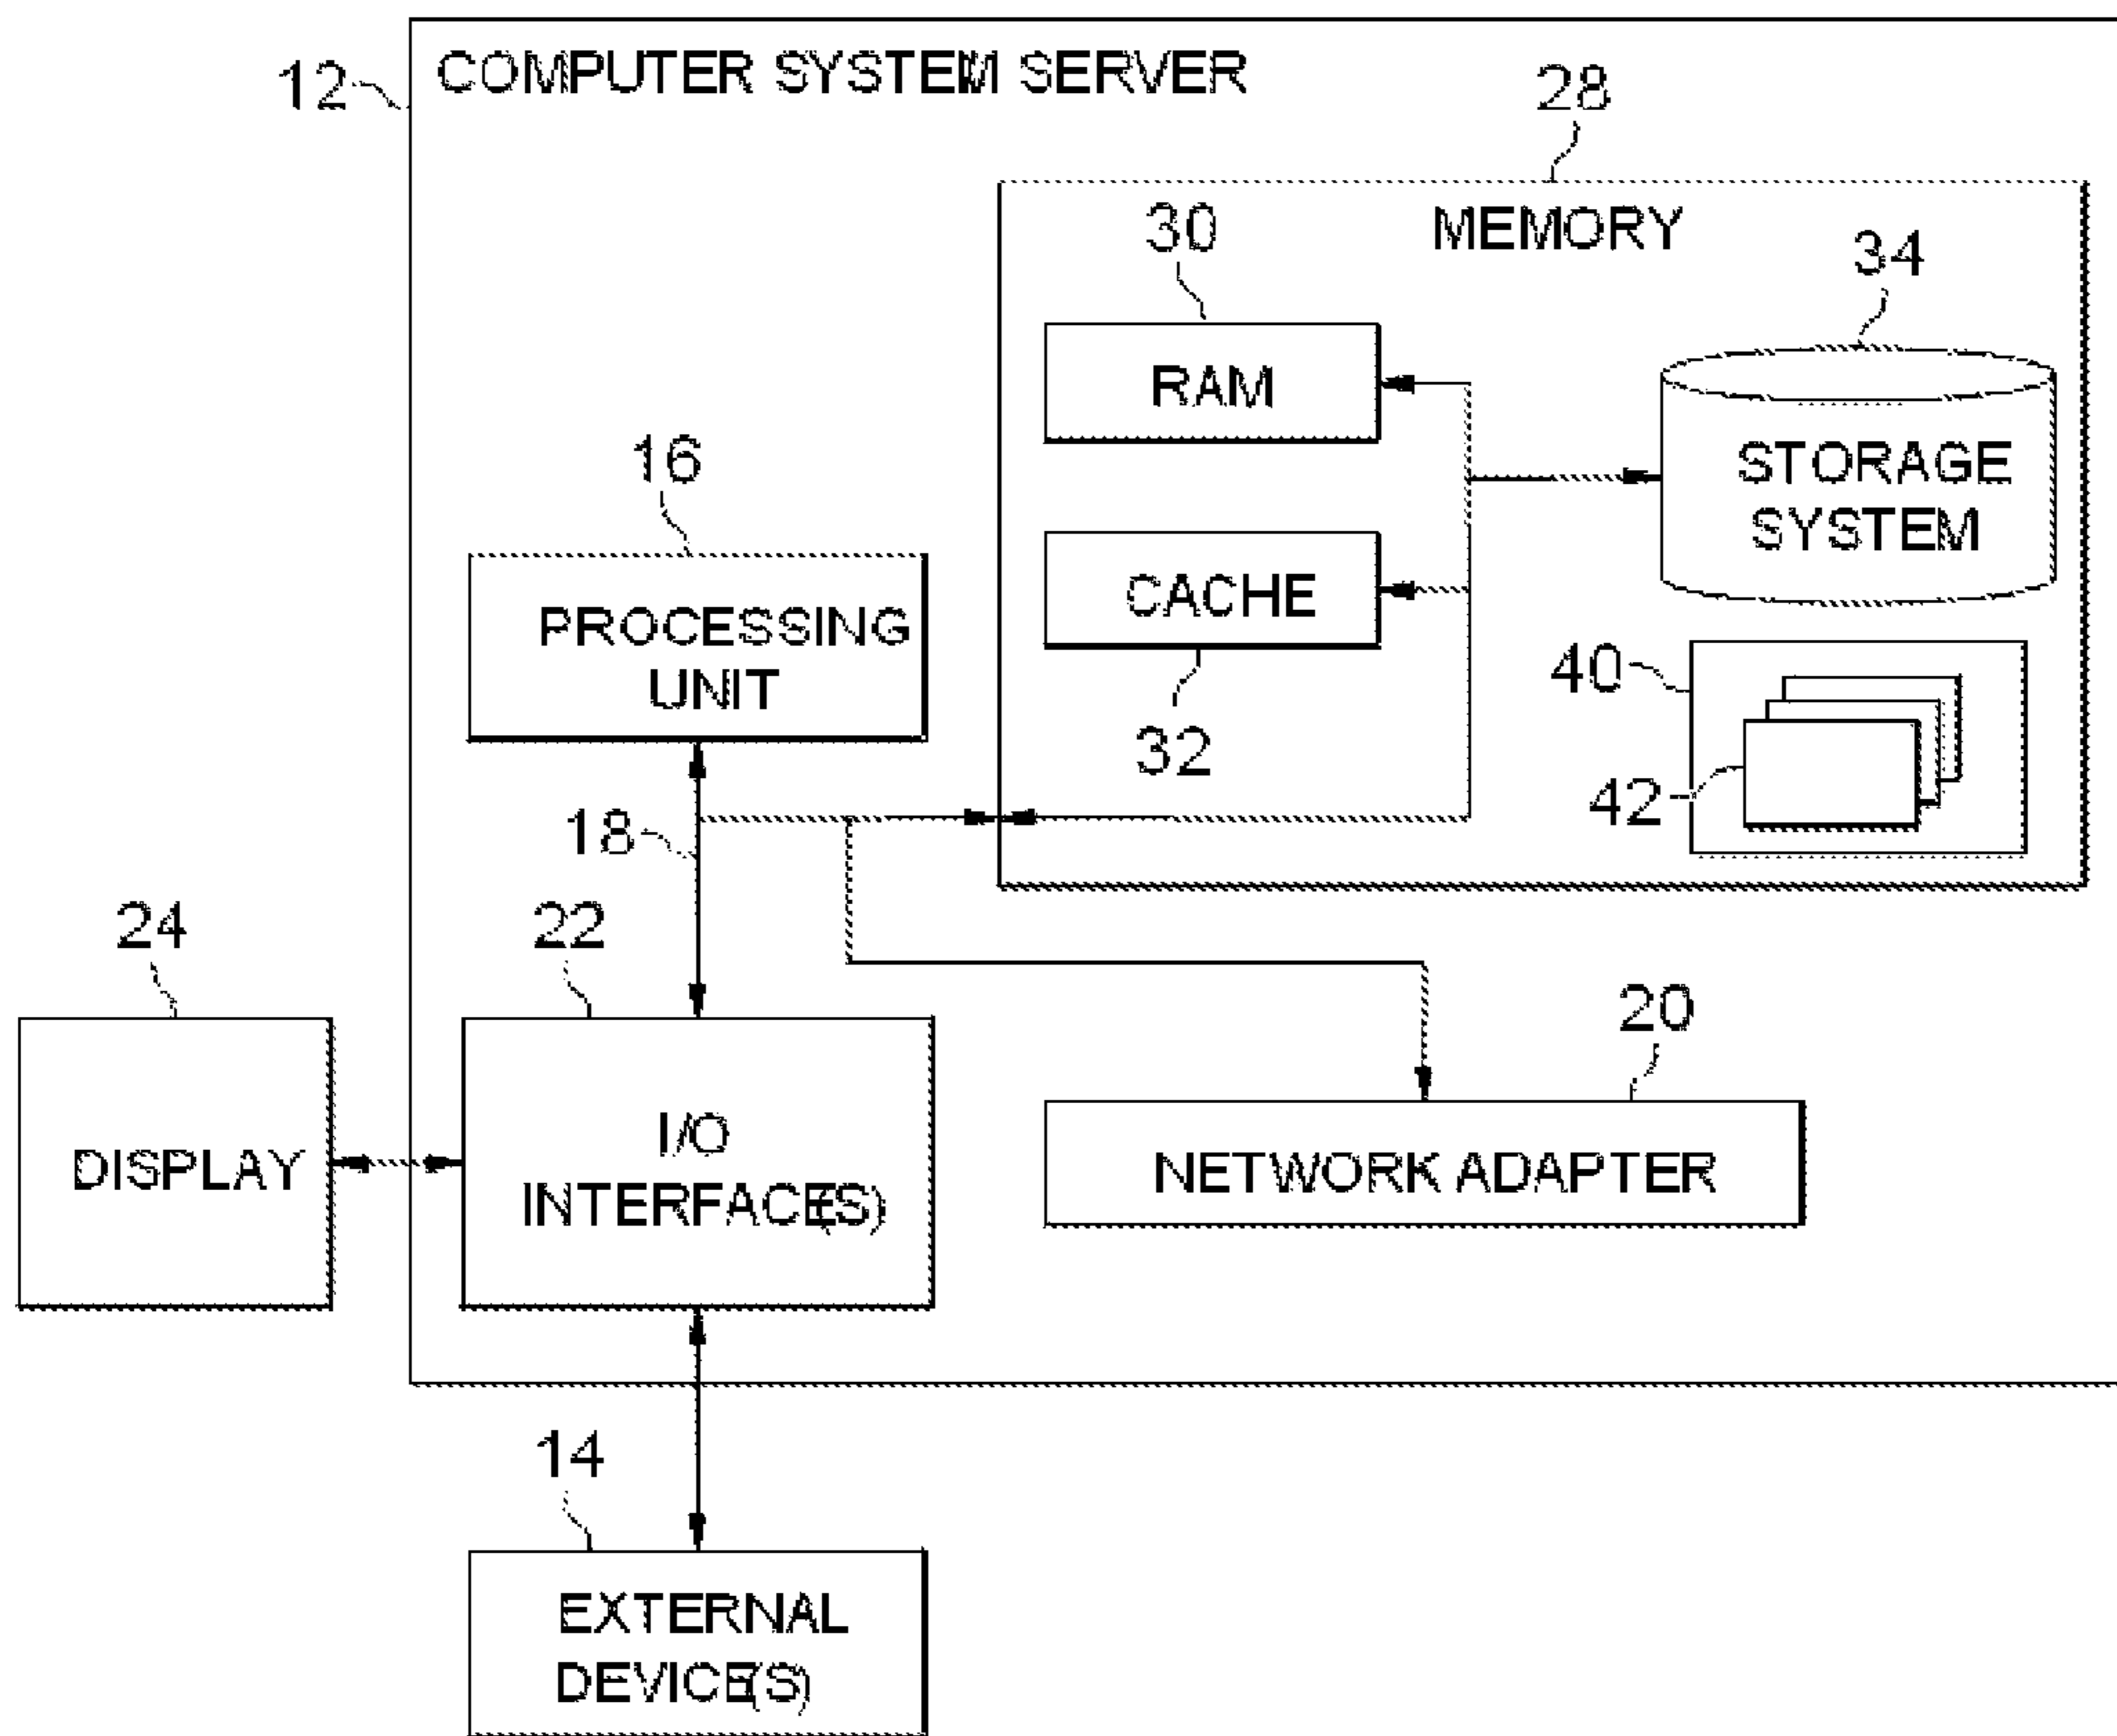 12
COMPUTER SYSTEM SERVER
28
MEMORY
30
34
RAM
STORAGE
SYSTEM
16
CACHE
PROCESSING
UNIT
32
40
42
18
24
22
20
DISPLAY
I/O
INTERFACE(S)
NETWORK ADAPTER
14
EXTERNAL
DEVICE(S)